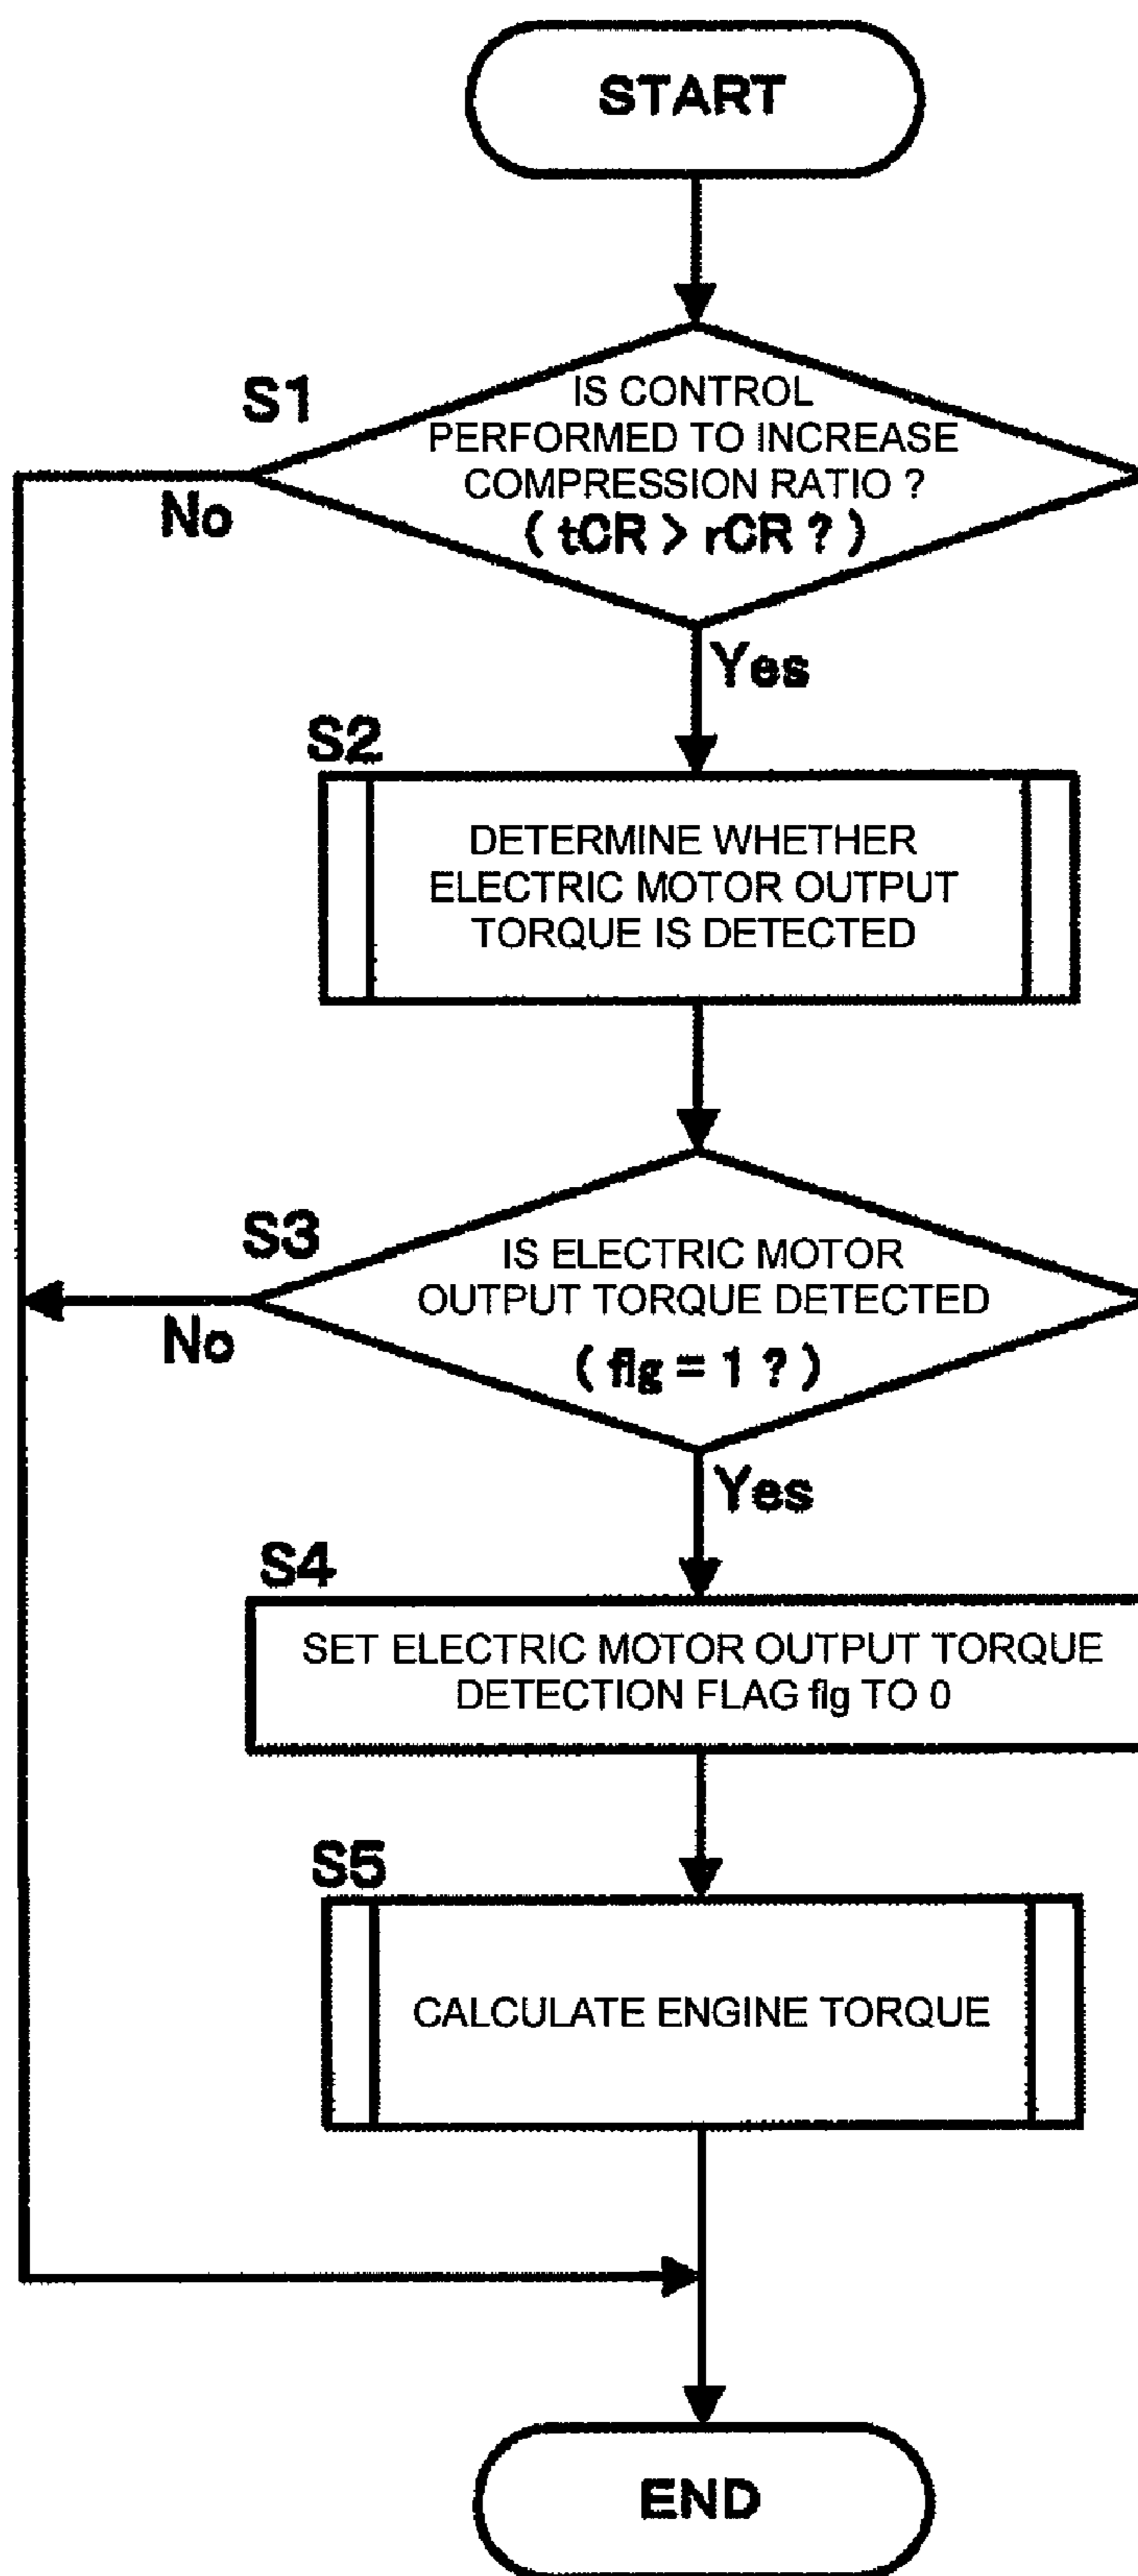 START
S1
IS CONTROL
PERFORMED TO INCREASE
COMPRESSION RATIO ?
( tCR > rCR ? )
No
Yes
S2
DETERMINE WHETHER
ELECTRIC MOTOR OUTPUT
TORQUE IS DETECTED
S3
IS ELECTRIC MOTOR
OUTPUT TORQUE DETECTED
( flg = 1 ? )
No
Yes
S4
SET ELECTRIC MOTOR OUTPUT TORQUE
DETECTION FLAG flg TO 0
S5
CALCULATE ENGINE TORQUE
END